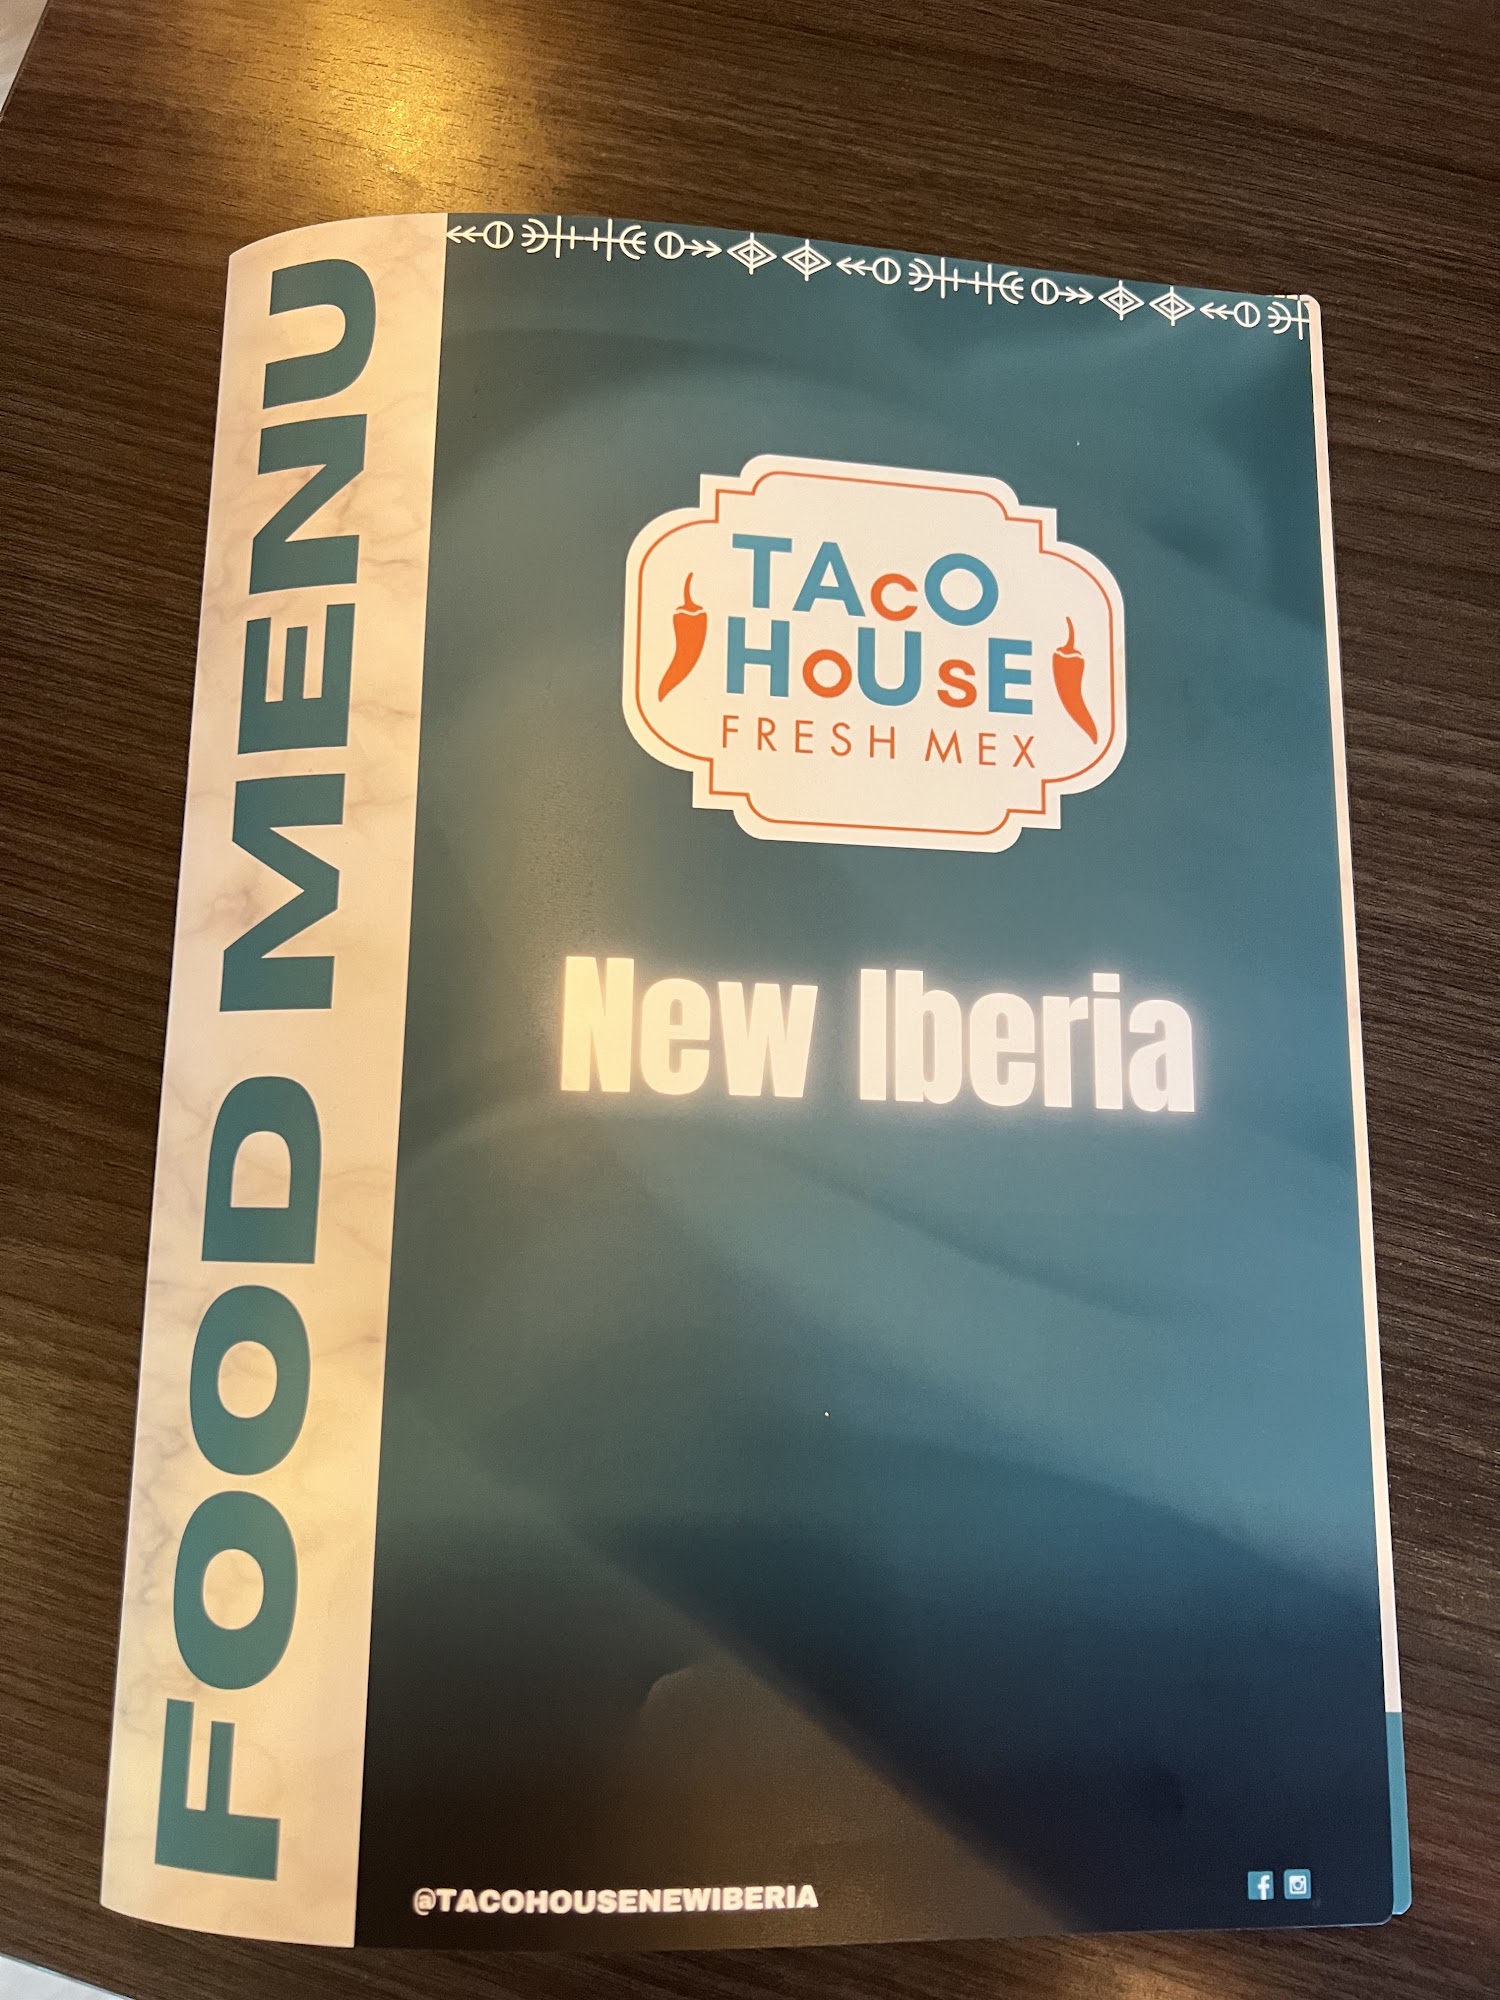 FOOD MENU
TACO
HOUSE
FRESH MEX
New Iberia
@TACOHOUSENEWIBERIA